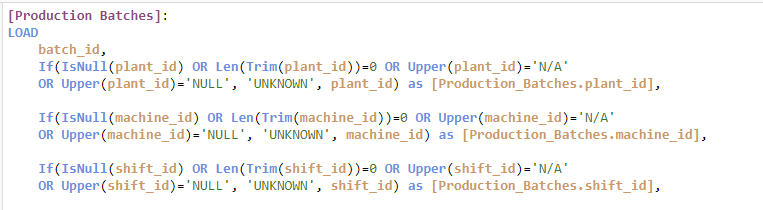 [Production Batches]:
LOAD
batch_id,
If(IsNull(plant_id) OR Len(Trim(plant_id))=0 OR Upper(plant_id)='N/A'
OR Upper(plant_id)='NULL', 'UNKNOWN', plant_id) as [Production_Batches.plant_id],
If(IsNull(machine_id) OR Len(Trim(machine_id))=0 OR Upper(machine_id)='N/A'
OR Upper(machine_id)='NULL', 'UNKNOWN', machine_id) as [Production_Batches.machine_id],
If(IsNull(shift_id) OR Len(Trim(shift_id))=0 OR Upper(shift_id)='N/A'
OR Upper(shift_id)='NULL', 'UNKNOWN', shift_id) as [Production_Batches.shift_id],